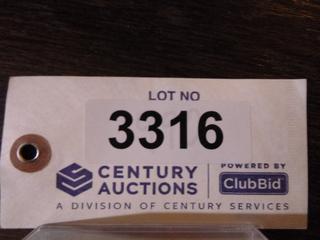 LOT NO
3316
CENTURY
AUCTIONS
POWERED BY
ClubBid
A DIVISION OF CENTURY SERVICES